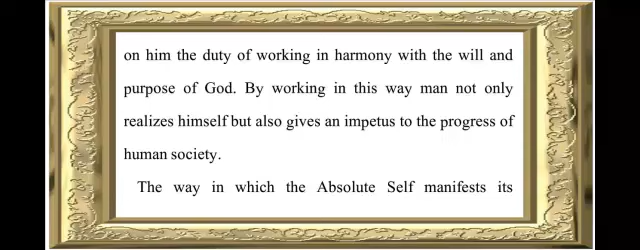 on him the duty of working in harmony with the will and
purpose of God. By working in this way man not only
realizes himself but also gives an impetus to the progress of
human society.
The way in which the Absolute Self manifests its